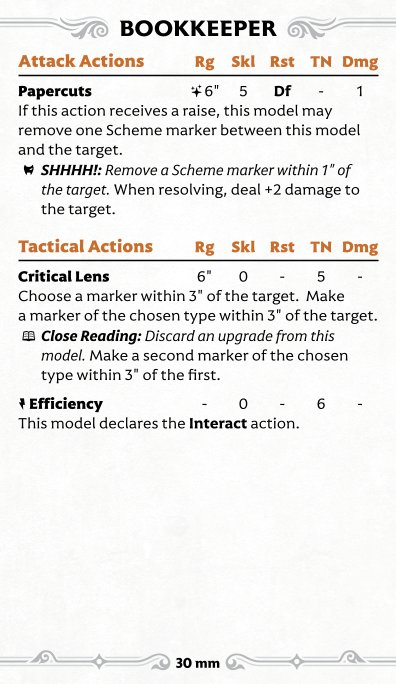 BOOKKEEPER
Attack Actions Rg Skl Rst TN Dmg
Papercuts 6" 5 Df - 1
If this action receives a raise, this model may
remove one Scheme marker between this model
and the target.
SHHHH!: Remove a Scheme marker within 1" of
the target. When resolving, deal +2 damage to
the target.
Tactical Actions Rg Skl Rst TN Dmg
Critical Lens 6" 0 - 5 -
Choose a marker within 3" of the target. Make
a marker of the chosen type within 3" of the target.
Close Reading: Discard an upgrade from this
model. Make a second marker of the chosen
type within 3" of the first.
Efficiency - 0 - 6 -
This model declares the Interact action.
30 mm